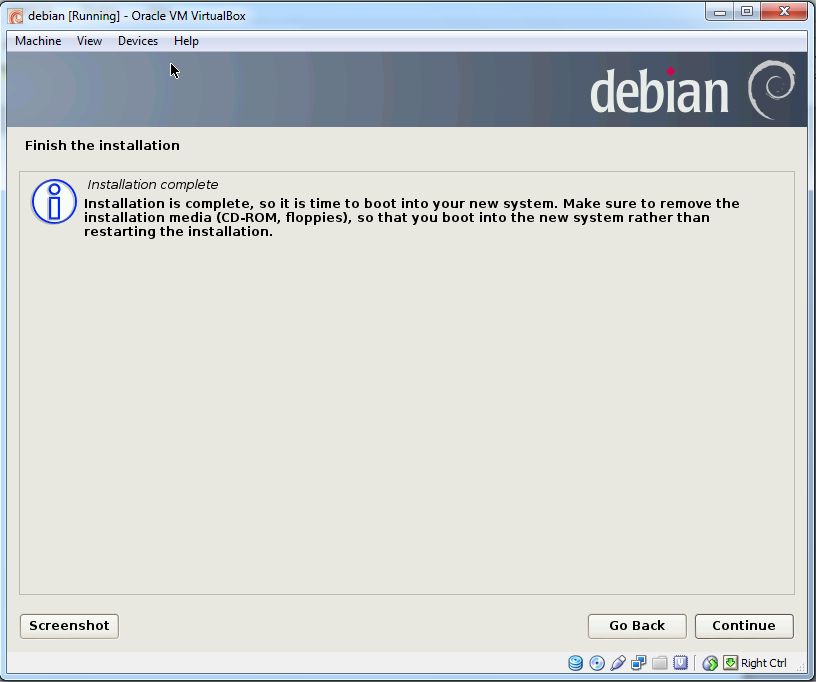 debian [Running] - Oracle VM VirtualBox
Machine View Devices Help
debian
Finish the installation
Installation complete
Installation is complete, so it is time to boot into your new system. Make sure to remove the
installation media (CD-ROM, floppies), so that you boot into the new system rather than
restarting the installation.
Screenshot Go Back Continue
Right Ctrl